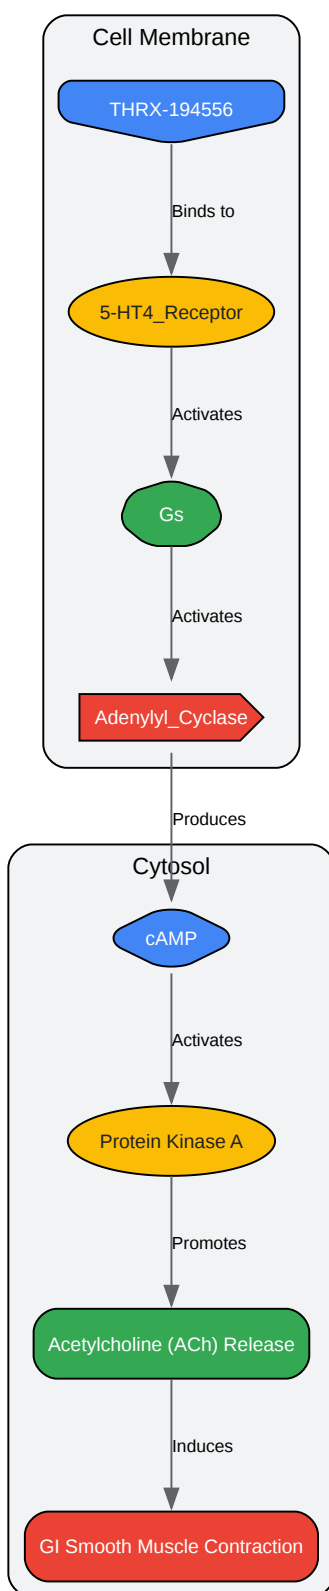 Cell Membrane
THRX-194556
Binds to
5-HT4_Receptor
Activates
Gs
Activates
Adenylyl_Cyclase
Produces
Cytosol
cAMP
Activates
Protein Kinase A
Promotes
Acetylcholine (ACh) Release
Induces
GI Smooth Muscle Contraction